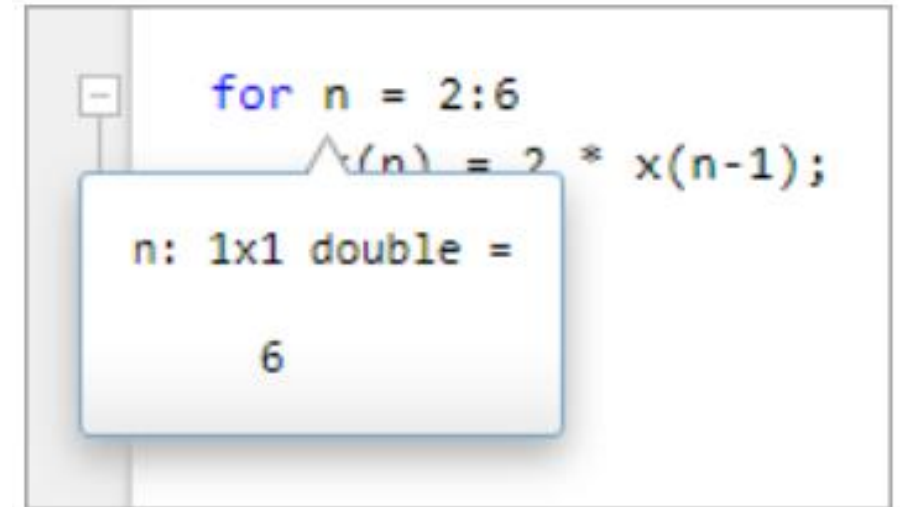 for n = 2:6
(n) = 2 * x(n-1);
n: 1x1 double =
6